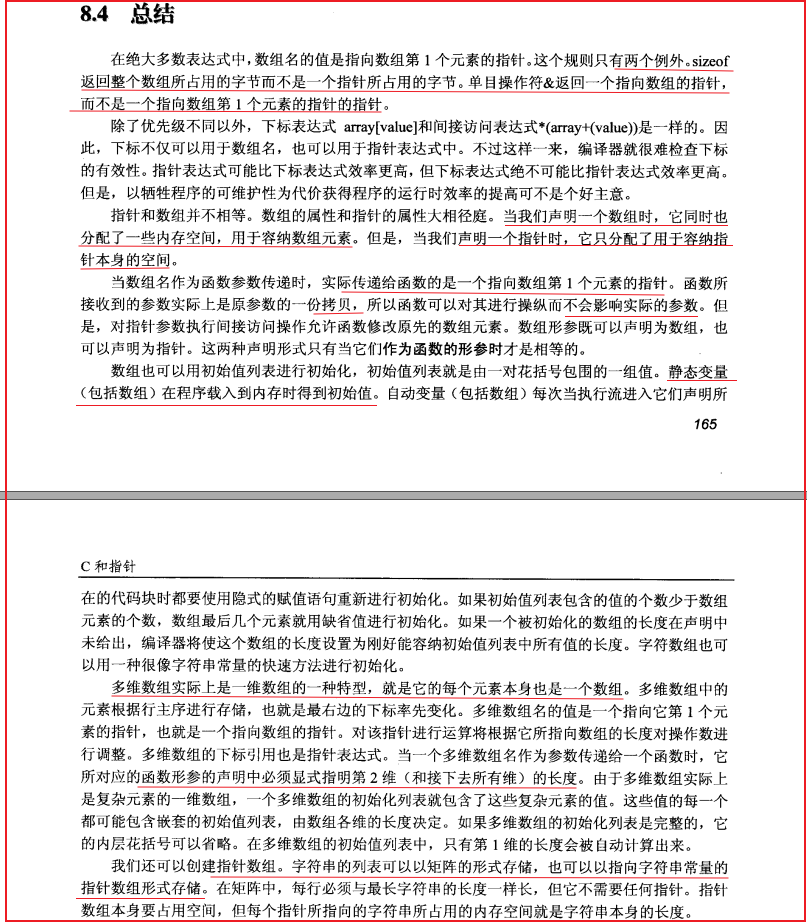 8.4 总结
在绝大多数表达式中，数组名的值是指向数组第 1 个元素的指针。这个规则只有两个例外。sizeof
返回整个数组所占用的字节而不是一个指针所占用的字节。单目操作符&返回一个指向数组的指针，
而不是一个指向数组第 1 个元素的指针的指针。
除了优先级不同以外，下标表达式 array[value]和间接访问表达式*(array+(value))是一样的。因
此，下标不仅可以用于数组名，也可以用于指针表达式中。不过这样一来，编译器就很难检查下标
的有效性。指针表达式可能比下标表达式效率更高，但下标表达式绝不可能比指针表达式效率更高。
但是，以牺牲程序的可维护性为代价获得程序的运行时效率的提高可不是个好主意。
指针和数组并不相等。数组的属性和指针的属性大相径庭。当我们声明一个数组时，它同时也
分配了一些内存空间，用于容纳数组元素。但是，当我们声明一个指针时，它只分配了用于容纳指
针本身的空间。
当数组名作为函数参数传递时，实际传递给函数的是一个指向数组第 1 个元素的指针。函数所
接收到的参数实际上是原参数的一份拷贝，所以函数可以对其进行操纵而不会影响实际的参数。但
是，对指针参数执行间接访问操作允许函数修改原先的数组元素。数组形参既可以声明为数组，也
可以声明为指针。这两种声明形式只有当它们作为函数的形参时才是相等的。
数组也可以用初始值列表进行初始化，初始值列表就是由一对花括号包围的一组值。静态变量
（包括数组）在程序载入到内存时得到初始值。自动变量（包括数组）每次当执行流进入它们声明所
165
C 和指针
在的代码块时都要使用隐式的赋值语句重新进行初始化。如果初始值列表包含的值的个数少于数组
元素的个数，数组最后几个元素就用缺省值进行初始化。如果一个被初始化的数组的长度在声明中
未给出，编译器将使这个数组的长度设置为刚好能容纳初始值列表中所有值的长度。字符数组也可
以用一种很像字符串常量的快速方法进行初始化。
多维数组实际上是一维数组的一种特型，就是它的每个元素本身也是一个数组。多维数组中的
元素根据行主序进行存储，也就是最右边的下标率先变化。多维数组名的值是一个指向它第 1 个元
素的指针，也就是一个指向数组的指针。对该指针进行运算将根据它所指向数组的长度对操作数进
行调整。多维数组的下标引用也是指针表达式。当一个多维数组名作为参数传递给一个函数时，它
所对应的函数形参的声明中必须显式指明第 2 维（和接下去所有维）的长度。由于多维数组实际上
是复杂元素的一维数组，一个多维数组的初始化列表就包含了这些复杂元素的值。这些值的每一个
都可能包含嵌套的初始值列表，由数组各维的长度决定。如果多维数组的初始化列表是完整的，它
的内层花括号可以省略。在多维数组的初始值列表中，只有第 1 维的长度会被自动计算出来。
我们还可以创建指针数组。字符串的列表可以以矩阵的形式存储，也可以以指向字符串常量的
指针数组形式存储。在矩阵中，每行必须与最长字符串的长度一样长，但它不需要任何指针。指针
数组本身要占用空间，但每个指针所指向的字符串所占用的内存空间就是字符串本身的长度。